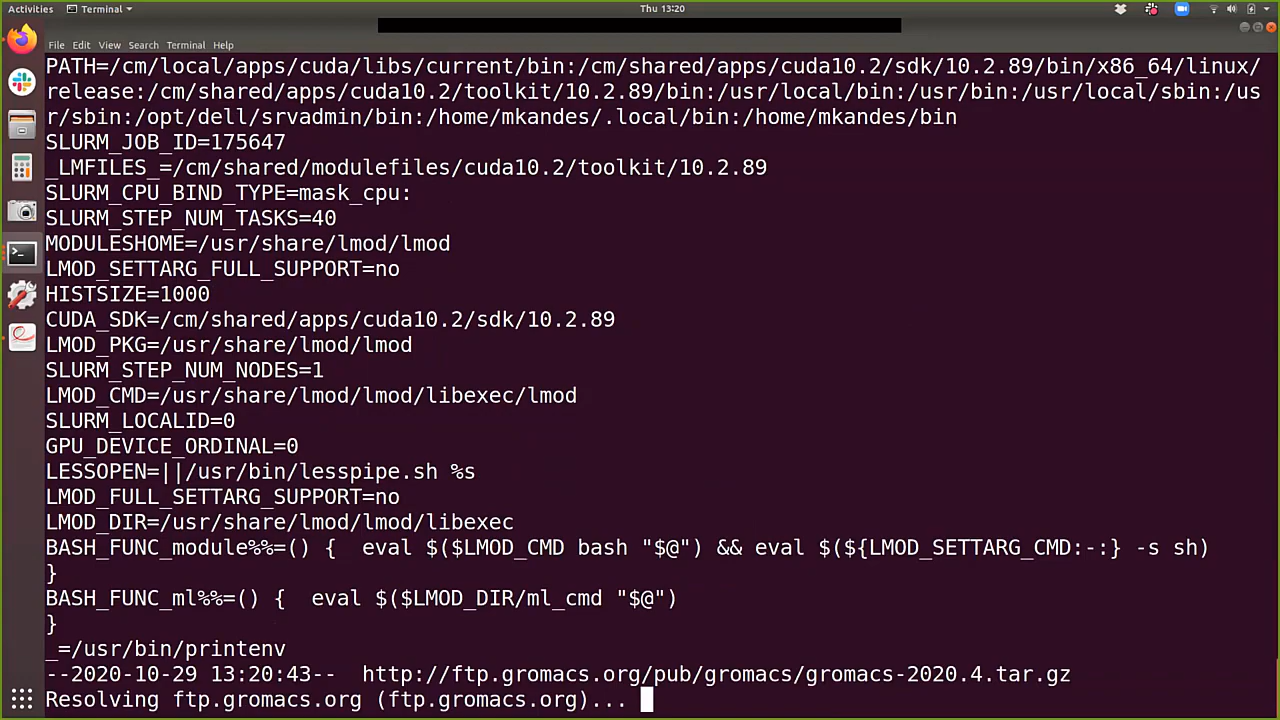 Activities Terminal Thu 13:20
File Edit View Search Terminal Help
PATH=/cm/local/apps/cuda/libs/current/bin:/cm/shared/apps/cuda10.2/sdk/10.2.89/bin/x86_64/linux/
release:/cm/shared/apps/cuda10.2/toolkit/10.2.89/bin:/usr/local/bin:/usr/bin:/usr/local/sbin:/us
r/sbin:/opt/dell/srvadmin/bin:/home/mkandes/.local/bin:/home/mkandes/bin
SLURM_JOB_ID=175647
_LMFILES_=/cm/shared/modulefiles/cuda10.2/toolkit/10.2.89
SLURM_CPU_BIND_TYPE=mask_cpu:
SLURM_STEP_NUM_TASKS=40
MODULESHOME=/usr/share/lmod/lmod
LMOD_SETTARG_FULL_SUPPORT=no
HISTSIZE=1000
CUDA_SDK=/cm/shared/apps/cuda10.2/sdk/10.2.89
LMOD_PKG=/usr/share/lmod/lmod
SLURM_STEP_NUM_NODES=1
LMOD_CMD=/usr/share/lmod/lmod/libexec/lmod
SLURM_LOCALID=0
GPU_DEVICE_ORDINAL=0
LESSOPEN=||/usr/bin/lesspipe.sh %s
LMOD_FULL_SETTARG_SUPPORT=no
LMOD_DIR=/usr/share/lmod/lmod/libexec
BASH_FUNC_module%%=() {  eval $($LMOD_CMD bash "$@") && eval $(${LMOD_SETTARG_CMD:-:} -s sh)
}
BASH_FUNC_ml%%=() {  eval $($LMOD_DIR/ml_cmd "$@")
}
_=/usr/bin/printenv
--2020-10-29 13:20:43--  http://ftp.gromacs.org/pub/gromacs/gromacs-2020.4.tar.gz
Resolving ftp.gromacs.org (ftp.gromacs.org)...